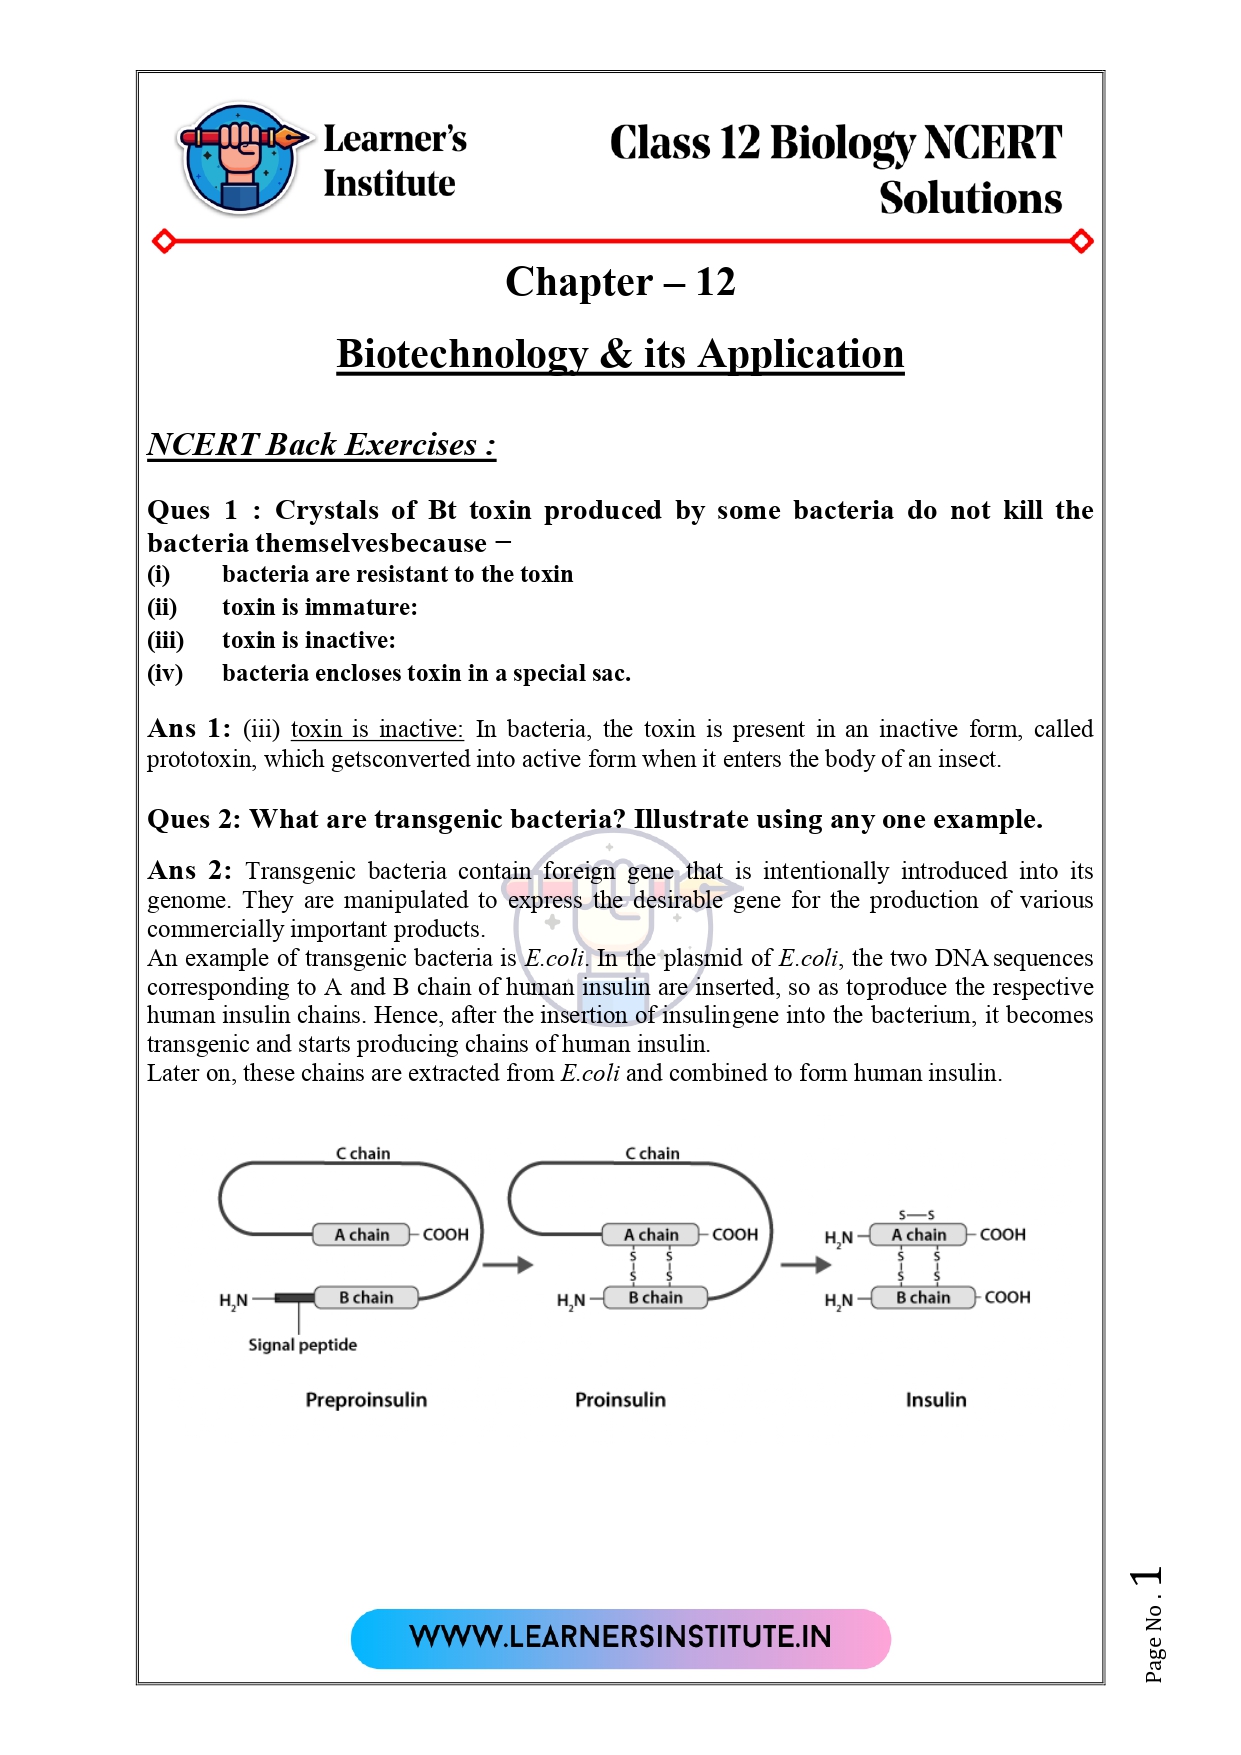 Learner's
Institute
Class 12 Biology NCERT
Solutions
Chapter – 12
Biotechnology & its Application
NCERT Back Exercises :
Ques 1 : Crystals of Bt toxin produced by some bacteria do not kill the
bacteria themselvesbecause −
(i) bacteria are resistant to the toxin
(ii) toxin is immature:
(iii) toxin is inactive:
(iv) bacteria encloses toxin in a special sac.
Ans 1: (iii) toxin is inactive: In bacteria, the toxin is present in an inactive form, called
prototoxin, which getsconverted into active form when it enters the body of an insect.
Ques 2: What are transgenic bacteria? Illustrate using any one example.
Ans 2: Transgenic bacteria contain foreign gene that is intentionally introduced into its
genome. They are manipulated to express the desirable gene for the production of various
commercially important products.
An example of transgenic bacteria is E.coli. In the plasmid of E.coli, the two DNA sequences
corresponding to A and B chain of human insulin are inserted, so as toproduce the respective
human insulin chains. Hence, after the insertion of insulingene into the bacterium, it becomes
transgenic and starts producing chains of human insulin.
Later on, these chains are extracted from E.coli and combined to form human insulin.
C chain
A chain COOH
H2N B chain
Signal peptide
Preproinsulin
C chain
A chain COOH
S S
S S
H2N B chain
Proinsulin
S S
H2N A chain COOH
S S
S S
H2N B chain COOH
Insulin
WWW.LEARNERSINSTITUTE.IN
Page No . 1